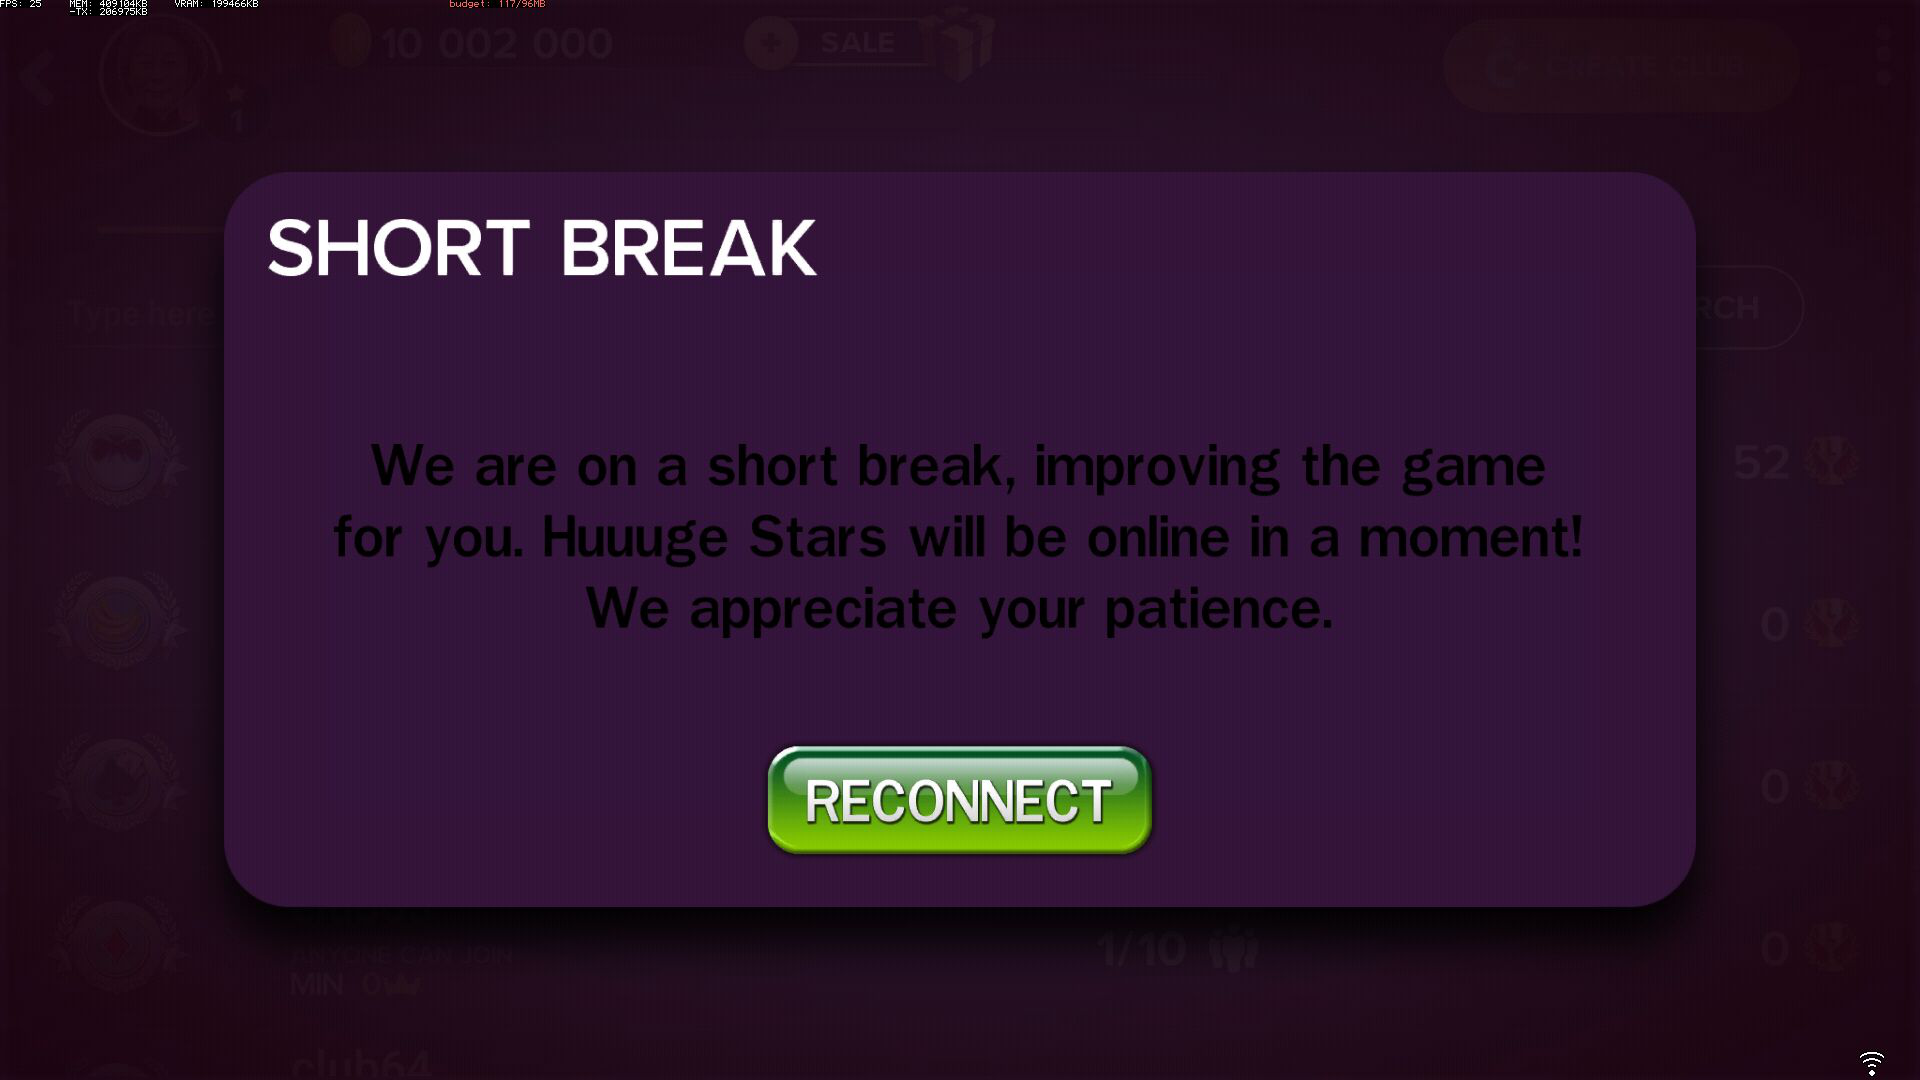 FPS: 25 MEM: 409104KB VRAM: 199466KB budget: 117/96MB
-TX: 206975KB
10 002 000 SALE CREATE CLUB
1
SHORT BREAK
Type here RCH
We are on a short break, improving the game
for you. Huuuge Stars will be online in a moment!
We appreciate your patience.
52
0
RECONNECT
0
ANYONE CAN JOIN 1/10 0
MIN 0
club64